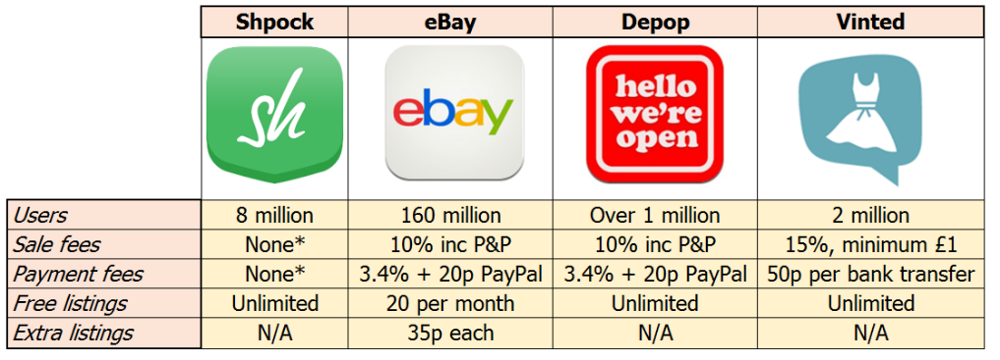 Shpock eBay Depop Vinted
sh ebay hello we're open
Users 8 million 160 million Over 1 million 2 million
Sale fees None* 10% inc P&P 10% inc P&P 15%, minimum £1
Payment fees None* 3.4% + 20p PayPal 3.4% + 20p PayPal 50p per bank transfer
Free listings Unlimited 20 per month Unlimited Unlimited
Extra listings N/A 35p each N/A N/A